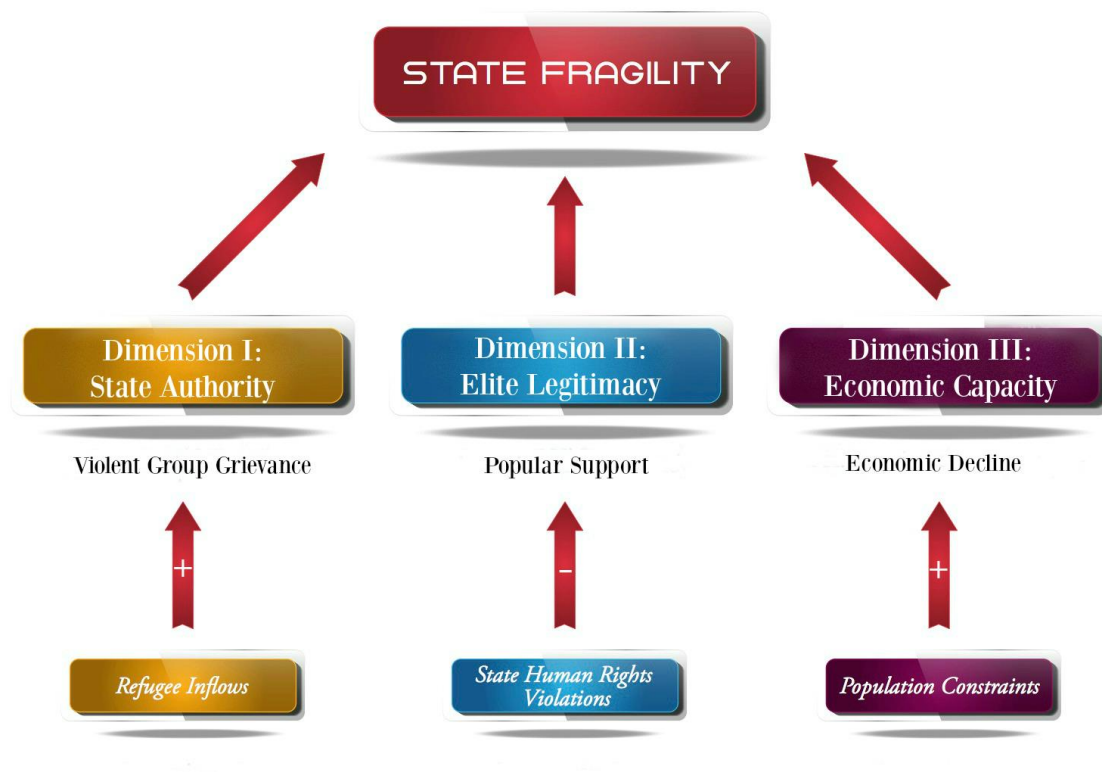 STATE FRAGILITY
Dimension I:
State Authority
Dimension II:
Elite Legitimacy
Dimension III:
Economic Capacity
Violent Group Grievance
Popular Support
Economic Decline
+
-
+
Refugee Inflows
State Human Rights
Violations
Population Constraints